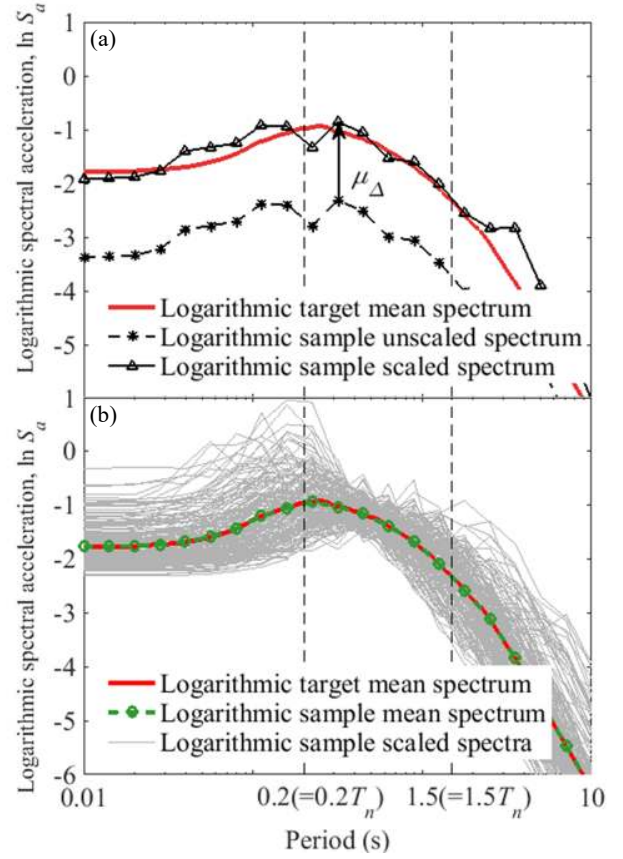 (a)
Logarithmic spectral acceleration, ln S_a
1
0
-1
-2
-3
-4
-5
μ_Δ
Logarithmic target mean spectrum
Logarithmic sample unscaled spectrum
Logarithmic sample scaled spectrum
(b)
Logarithmic spectral acceleration, ln S_a
1
0
-1
-2
-3
-4
-5
-6
Logarithmic target mean spectrum
Logarithmic sample mean spectrum
Logarithmic sample scaled spectra
0.01 0.2(=0.2T_n) 1.5(=1.5T_n) 10
Period (s)